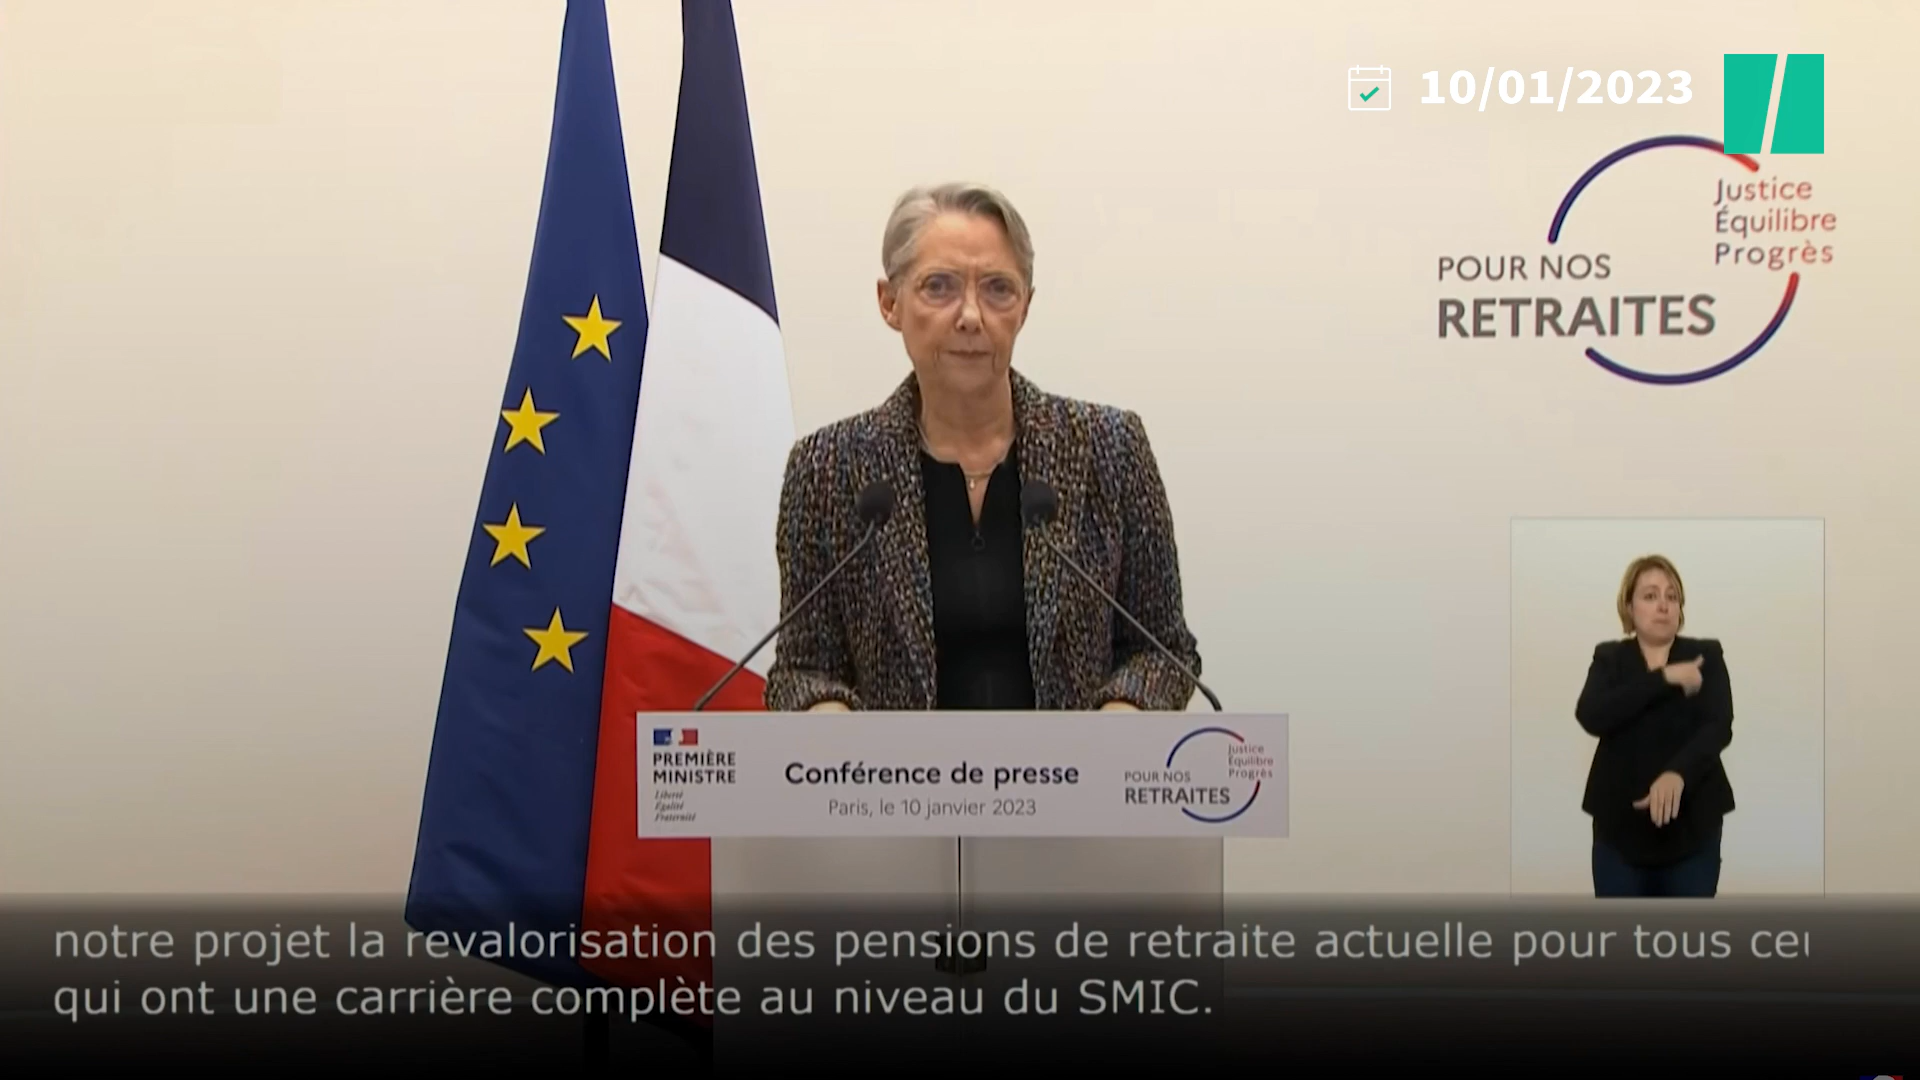 10/01/2023
Justice
Équilibre
Progrès
POUR NOS
RETRAITES
PREMIÈRE
MINISTRE
Liberté
Égalité
Fraternité
Conférence de presse
Paris, le 10 janvier 2023
Justice
Équilibre
Progrès
POUR NOS
RETRAITES
notre projet la revalorisation des pensions de retraite actuelle pour tous
qui ont une carrière complète au niveau du SMIC.